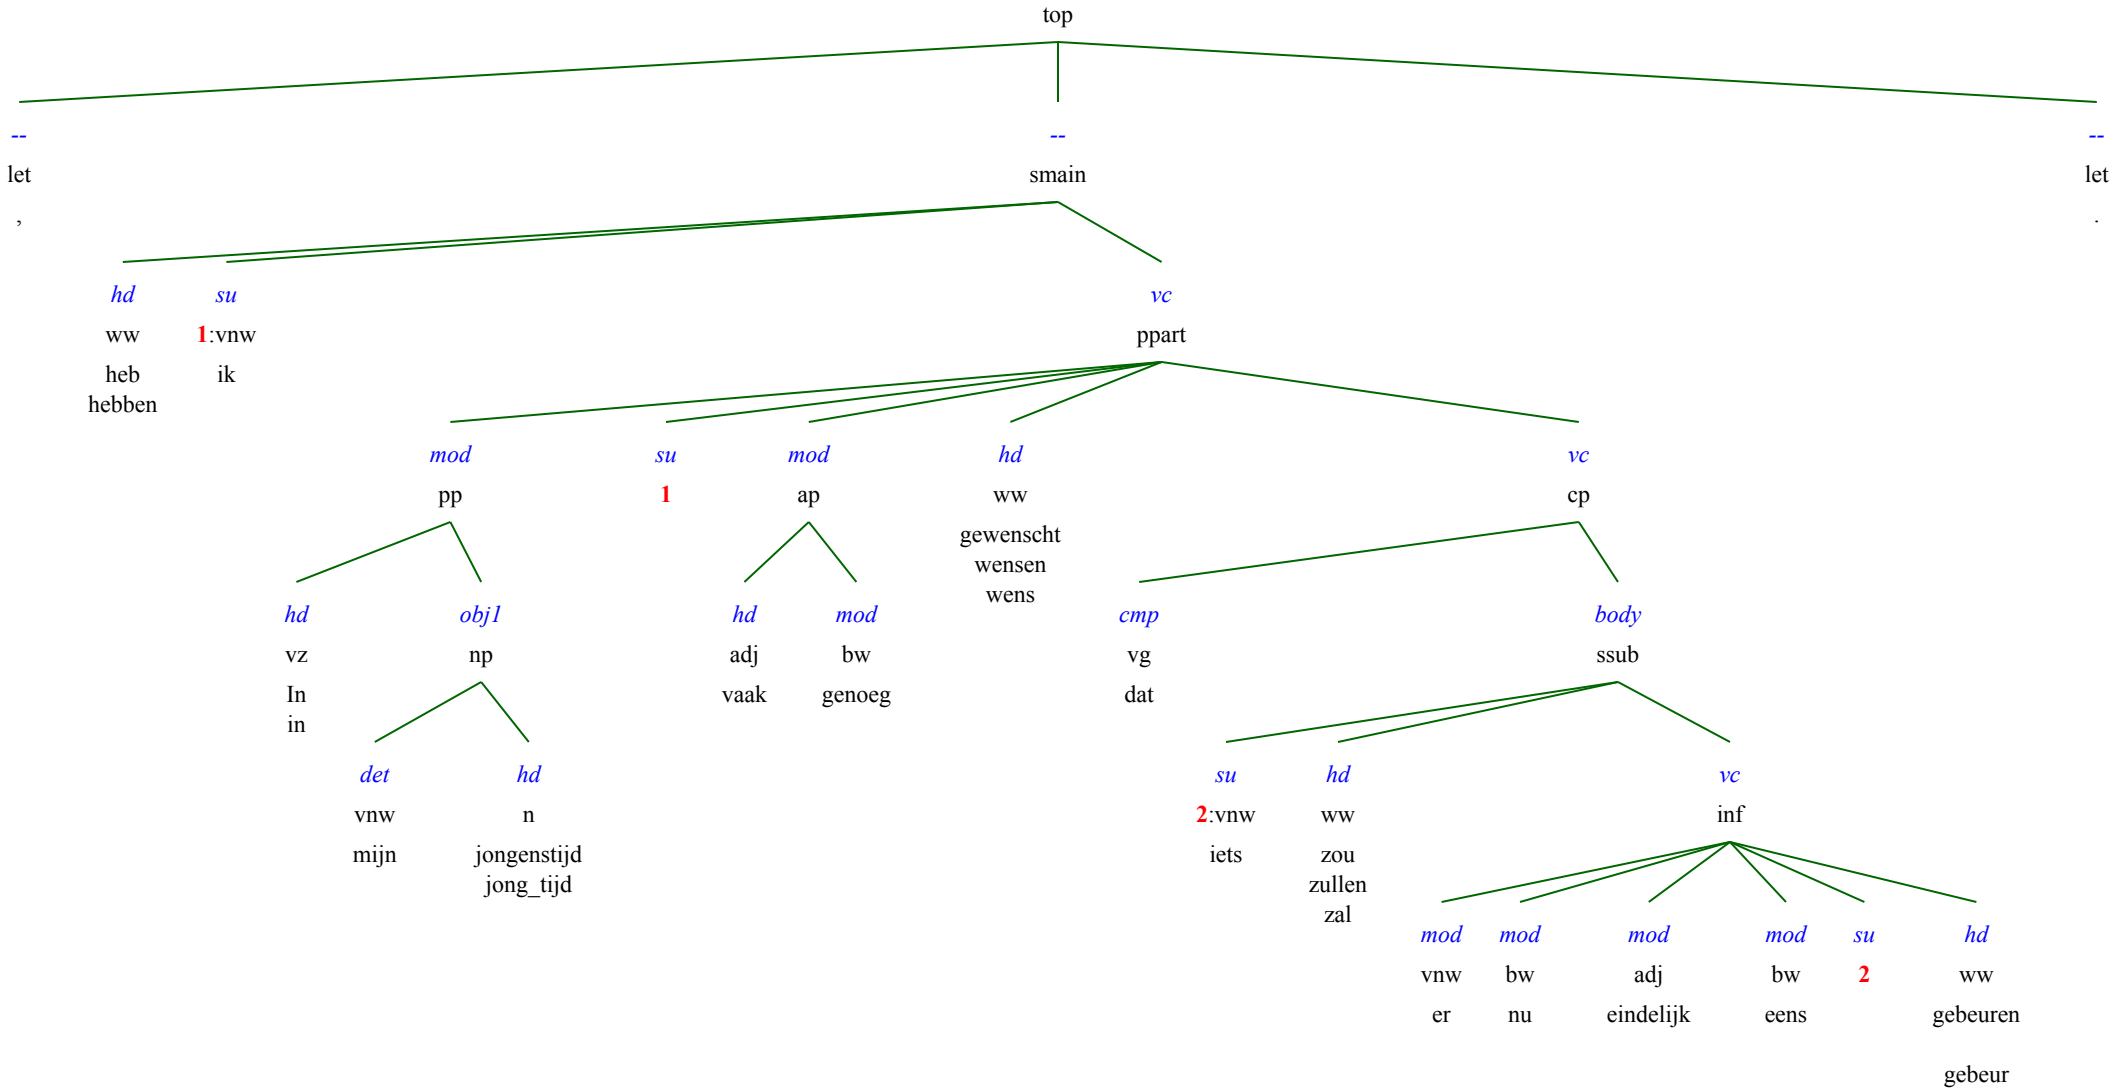 top
-- -- --
let smain let
, .
hd su vc
ww 1:vnw ppart
heb ik
hebben
mod su mod hd vc
pp 1 ap ww cp
gewenscht
wensen
wens
hd obj1 hd mod cmp body
vz np adj bw vg ssub
In vaak genoeg dat
in
det hd su hd vc
vnw n 2:vnw ww inf
mijn jongenstijd iets zou
jong_tijd zullen
zal
mod mod mod mod su hd
vnw bw adj bw 2 ww
er nu eindelijk eens gebeuren
gebeur